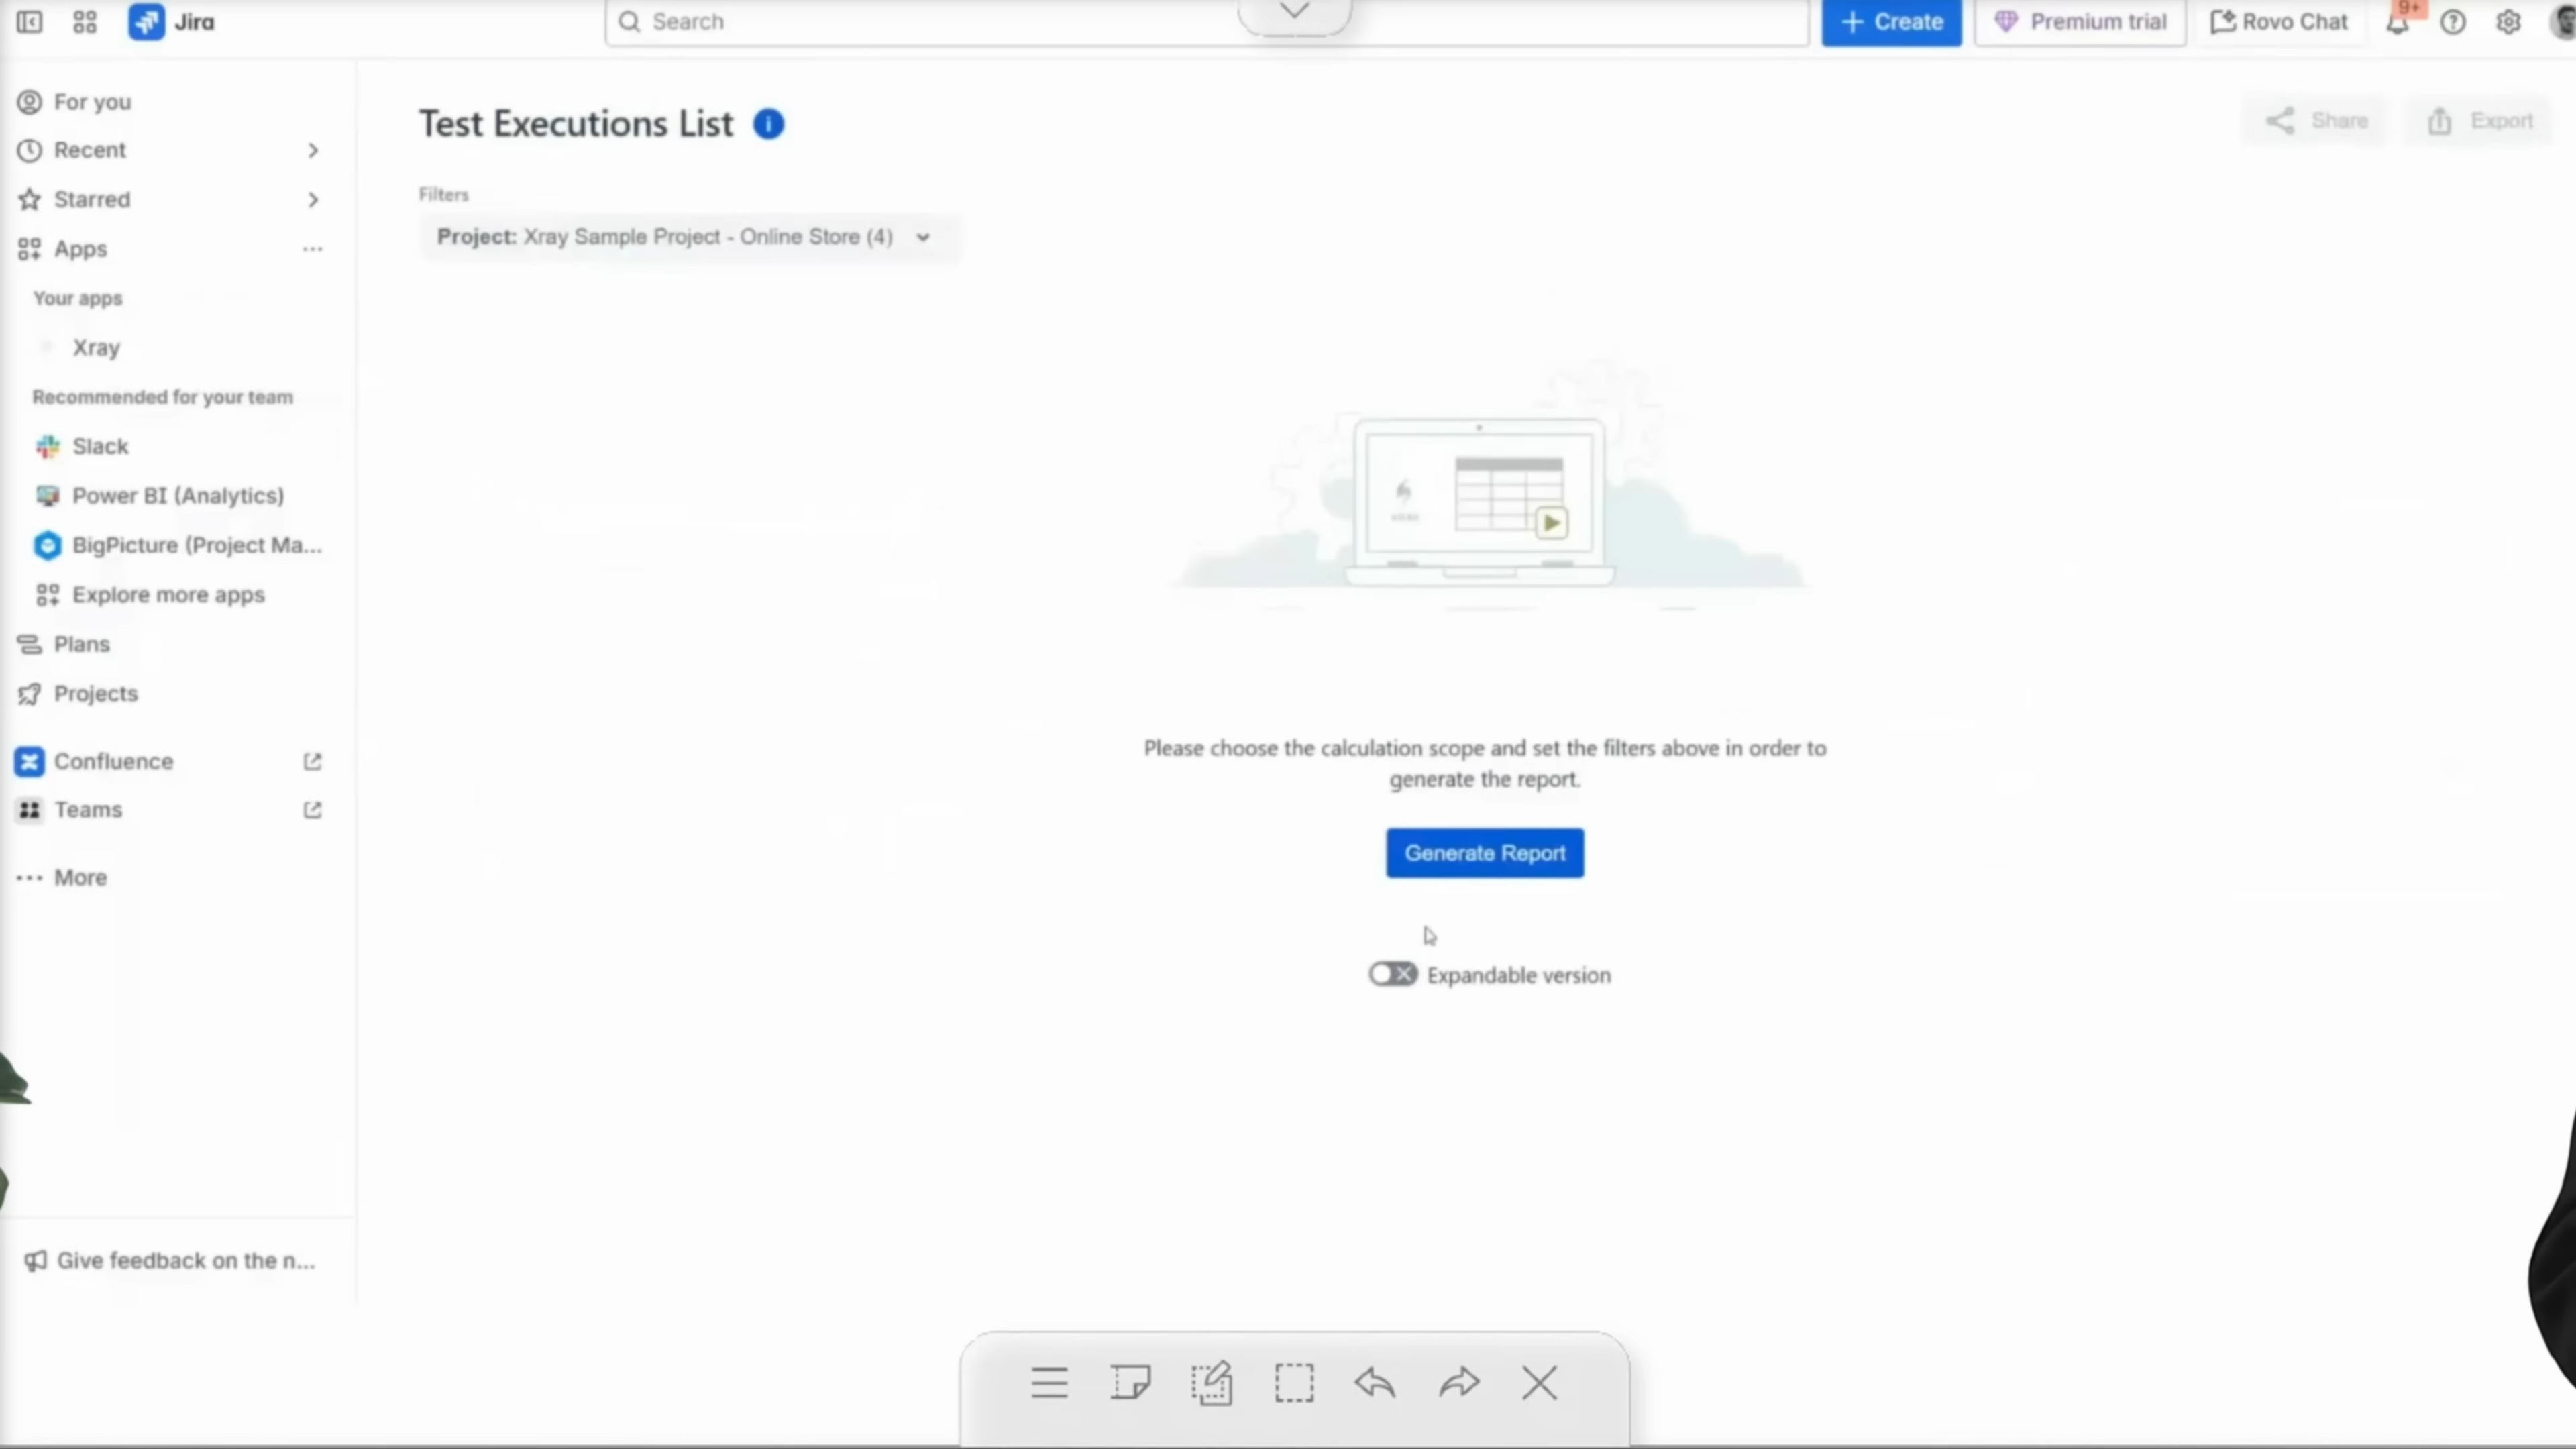 Jira
Search
Create
Premium trial
Rovo Chat
9+
For you
Recent
Starred
Apps
Your apps
Xray
Recommended for your team
Slack
Power BI (Analytics)
BigPicture (Project Ma...
Explore more apps
Plans
Projects
Confluence
Teams
More
Give feedback on the n...
Test Executions List
Share
Export
Filters
Project: Xray Sample Project - Online Store (4)
Please choose the calculation scope and set the filters above in order to
generate the report.
Generate Report
Expandable version